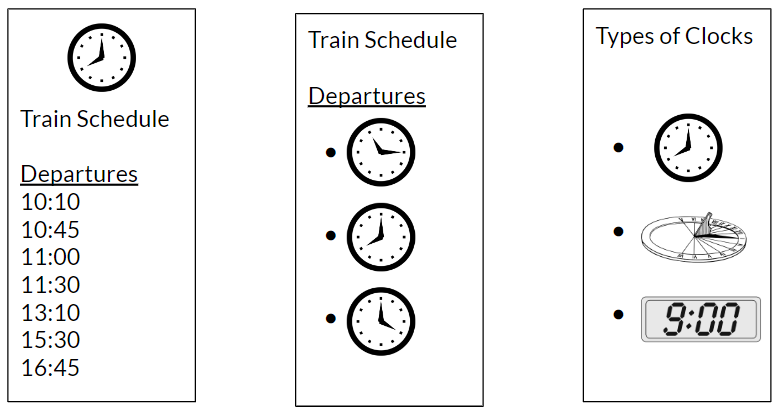 Train Schedule
Departures
10:10
10:45
11:00
11:30
13:10
15:30
16:45
Train Schedule
Departures
Types of Clocks
9:00